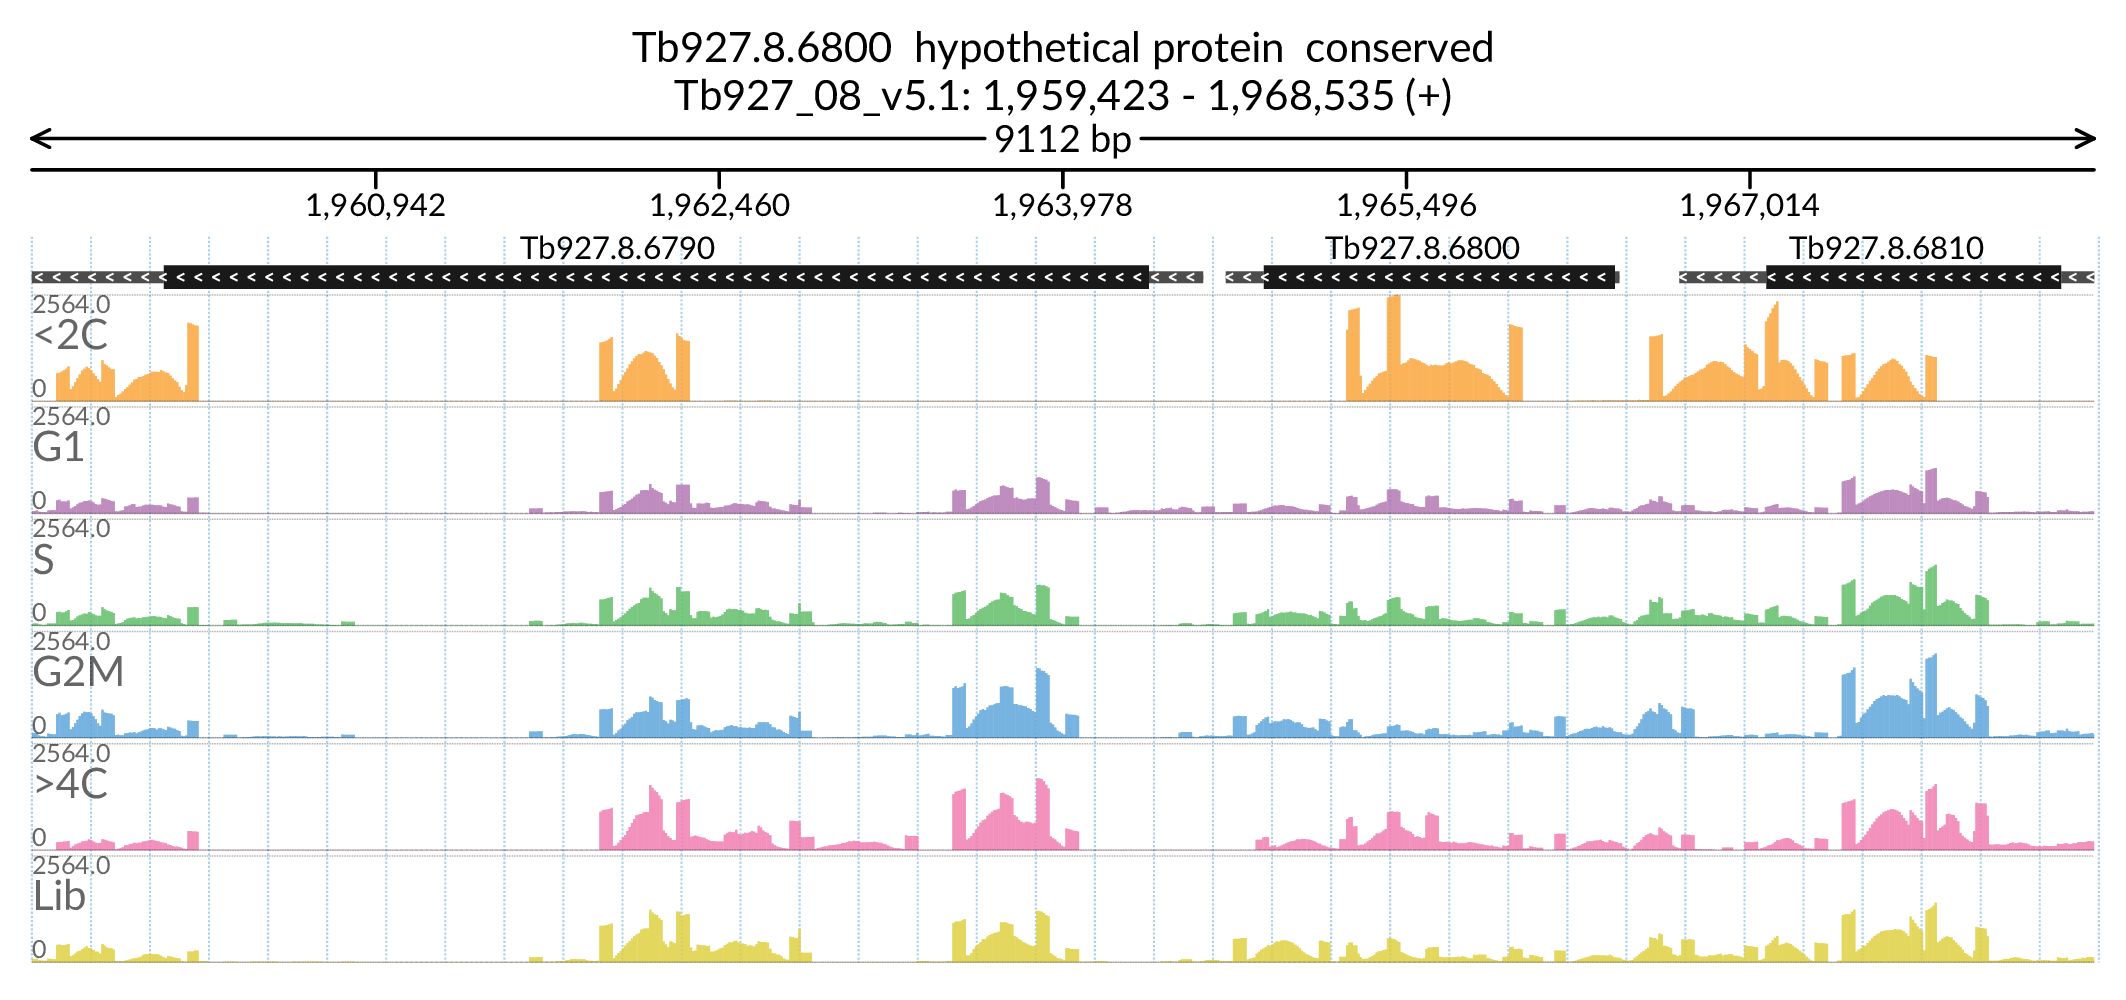 Tb927.8.6800  hypothetical protein  conserved
Tb927_08_v5.1: 1,959,423 - 1,968,535 (+)
9112 bp
1,960,942 1,962,460 1,963,978 1,965,496 1,967,014
Tb927.8.6790 Tb927.8.6800 Tb927.8.6810
2564.0
<2C
0
2564.0
G1
0
2564.0
S
0
2564.0
G2M
0
2564.0
>4C
0
2564.0
Lib
0